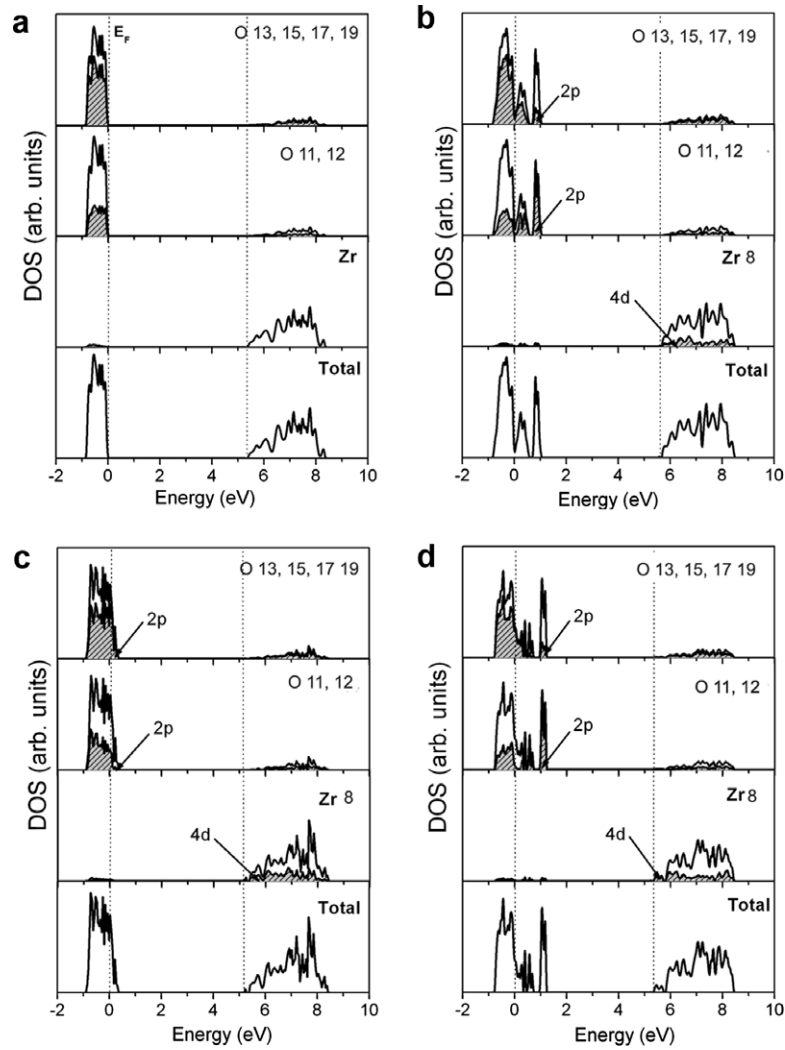 a
E_F
O 13, 15, 17, 19
O 11, 12
Zr
Total
DOS (arb. units)
-2 0 2 4 6 8 10
Energy (eV)
b
O 13, 15, 17, 19
2p
O 11, 12
2p
Zr 8
4d
Total
DOS (arb. units)
-2 0 2 4 6 8 10
Energy (eV)
c
O 13, 15, 17 19
2p
O 11, 12
2p
Zr 8
4d
Total
DOS (arb. units)
-2 0 2 4 6 8 10
Energy (eV)
d
O 13, 15, 17, 19
2p
O 11, 12
2p
Zr 8
4d
Total
DOS (arb. units)
-2 0 2 4 6 8 10
Energy (eV)